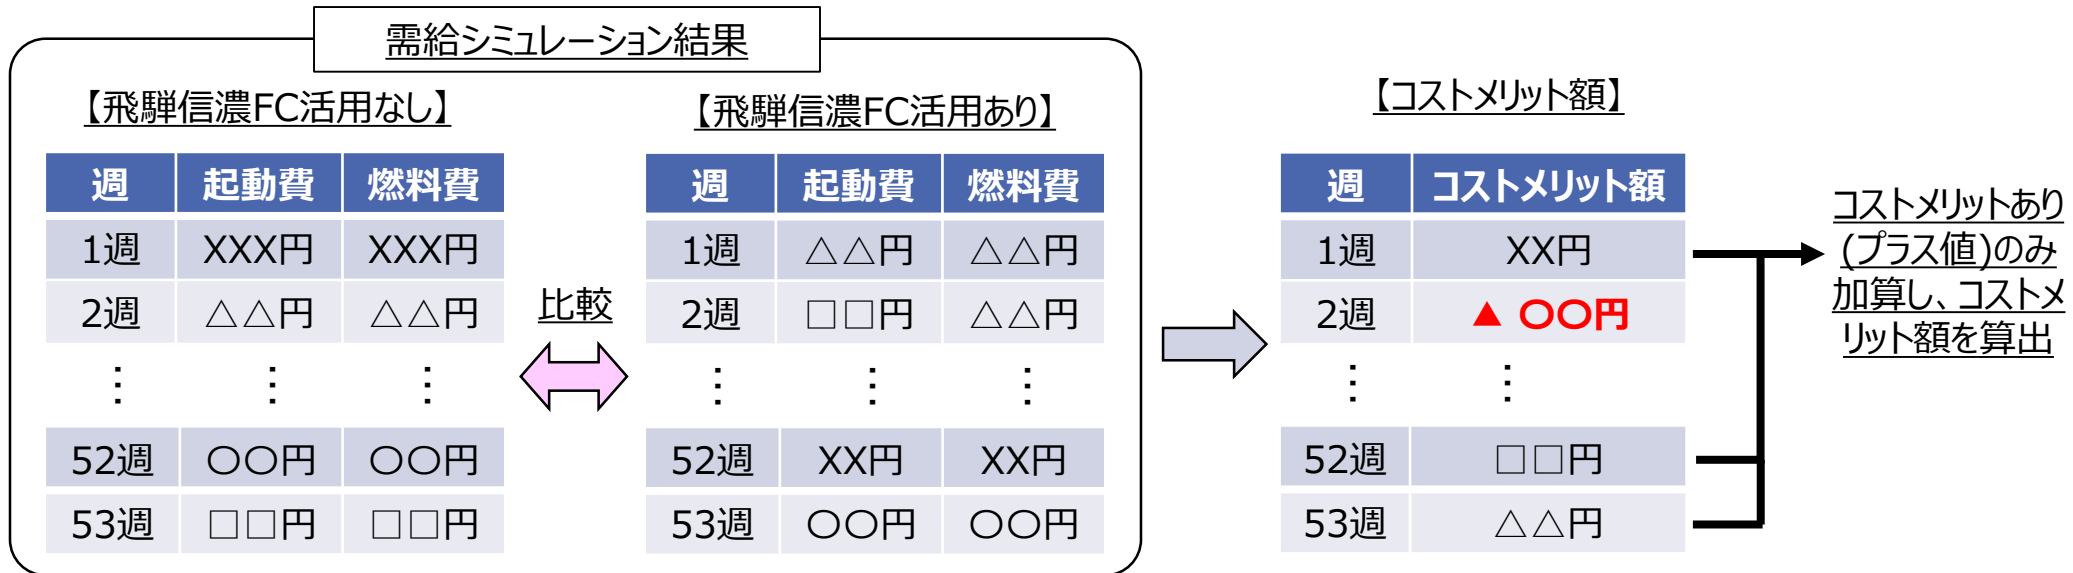 需給シミュレーション結果
【飛騨信濃FC活用なし】
週 起動費 燃料費
1週 XXX円 XXX円
2週 △△円 △△円
⋮ ⋮ ⋮
52週 〇〇円 〇〇円
53週 □□円 □□円
比較
【飛騨信濃FC活用あり】
週 起動費 燃料費
1週 △△円 △△円
2週 □□円 △△円
⋮ ⋮ ⋮
52週 XX円 XX円
53週 〇〇円 〇〇円
【コストメリット額】
週 コストメリット額
1週 XX円
2週 ▲ 〇〇円
⋮ ⋮
52週 □□円
53週 △△円
コストメリットあり
(プラス値)のみ
加算し、コストメ
リット額を算出